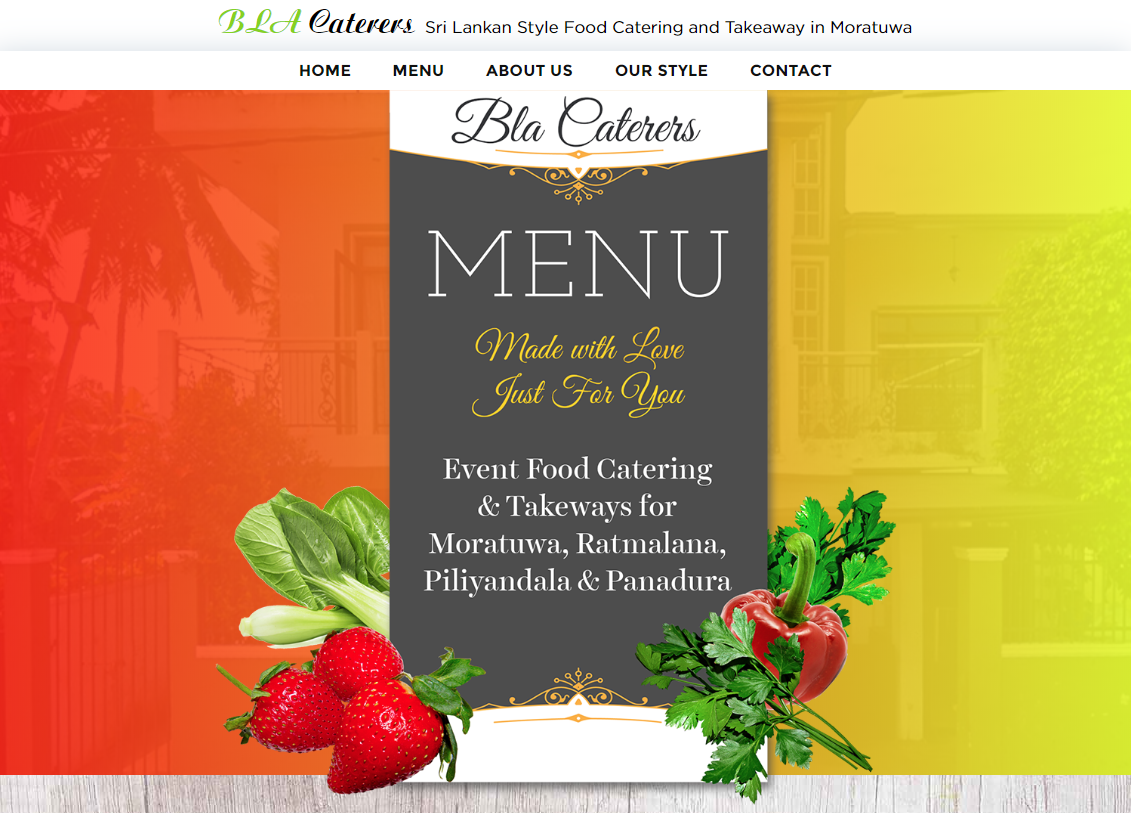 BLA Caterers Sri Lankan Style Food Catering and Takeaway in Moratuwa
HOME MENU ABOUT US OUR STYLE CONTACT
Bla Caterers
MENU
Made with Love
Just For You
Event Food Catering
& Takeways for
Moratuwa, Ratmalana,
Piliyandala & Panadura